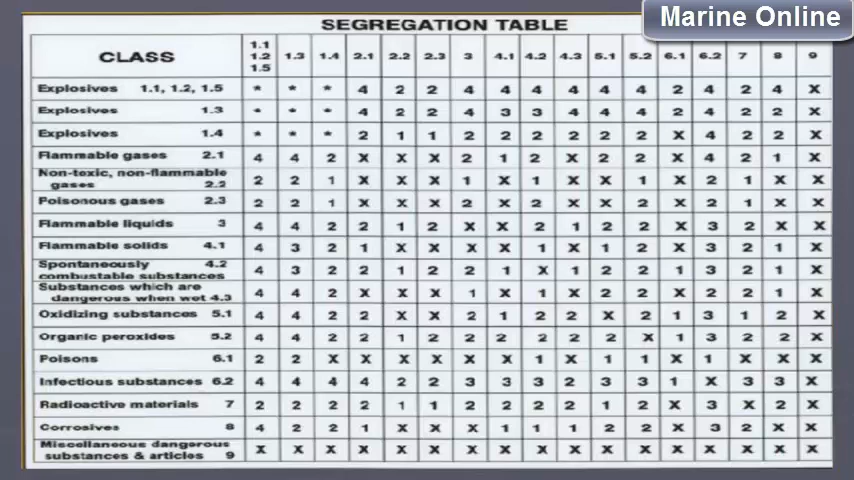 Marine Online
SEGREGATION TABLE
CLASS 1.1 1.2 1.5 1.3 1.4 2.1 2.2 2.3 3 4.1 4.2 4.3 5.1 5.2 6.1 6.2 7 8 9
Explosives 1.1, 1.2, 1.5 * * * 4 2 2 4 4 4 4 4 4 2 4 2 4 X
Explosives 1.3 * * * 4 2 2 4 3 3 4 4 4 2 4 2 2 X
Explosives 1.4 * * * 2 1 1 2 2 2 2 2 2 X 4 2 2 X
Flammable gases 2.1 4 4 2 X X X 2 1 2 X 2 2 X 4 2 1 X
Non-toxic, non-flammable
gases 2.2 2 2 1 X X X 1 X 1 X X 1 X 2 1 X X
Poisonous gases 2.3 2 2 1 X X X 2 X 2 X X 2 X 2 1 X X
Flammable liquids 3 4 4 2 2 1 2 X X 2 1 2 2 X 3 2 X X
Flammable solids 4.1 4 3 2 1 X X X X 1 X 1 2 X 3 2 1 X
Spontaneously 4.2
combustable substances 4 3 2 2 1 2 2 1 X 1 2 2 1 3 2 1 X
Substances which are
dangerous when wet 4.3 4 4 2 X X X 1 X 1 X 2 2 X 2 2 1 X
Oxidizing substances 5.1 4 4 2 2 X X 2 1 2 2 X 2 1 3 1 2 X
Organic peroxides 5.2 4 4 2 2 1 2 2 2 2 2 2 X 1 3 2 2 X
Poisons 6.1 2 2 X X X X X X 1 X 1 1 X 1 X X X
Infectious substances 6.2 4 4 4 4 2 2 3 3 3 2 3 3 1 X 3 3 X
Radioactive materials 7 2 2 2 2 1 1 2 2 2 2 1 2 X 3 X 2 X
Corrosives 8 4 2 2 1 X X X 1 1 1 2 2 X 3 2 X X
Miscellaneous dangerous
substances & articles 9 X X X X X X X X X X X X X X X X X